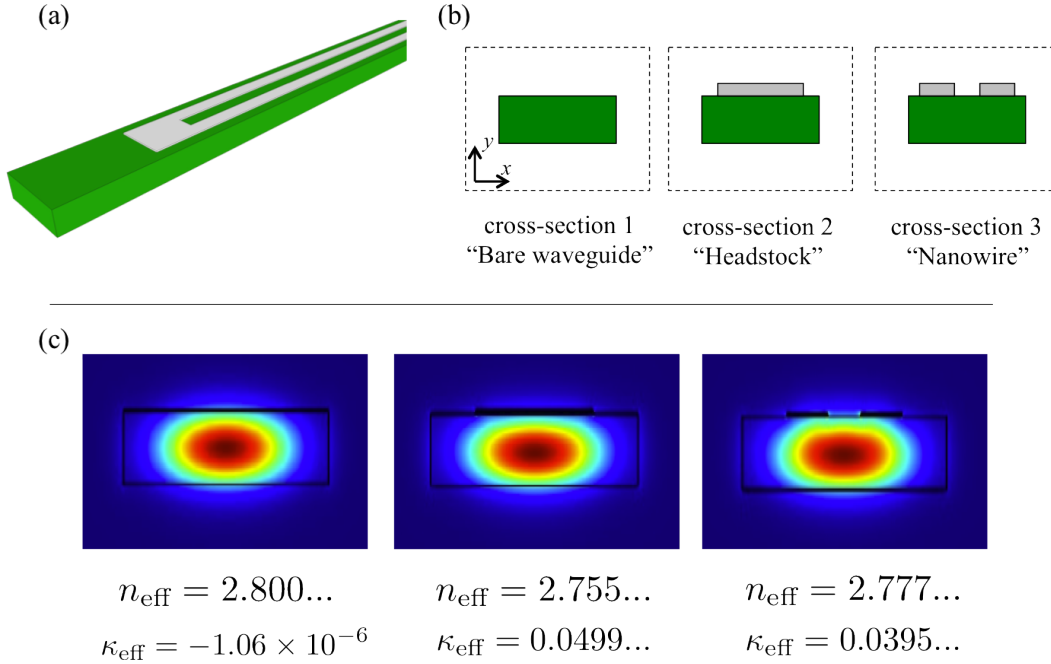 (a)
(b)
y
x
cross-section 1
“Bare waveguide”
cross-section 2
“Headstock”
cross-section 3
“Nanowire”
(c)
n_eff = 2.800...
κ_eff = −1.06 × 10^−6
n_eff = 2.755...
κ_eff = 0.0499...
n_eff = 2.777...
κ_eff = 0.0395...